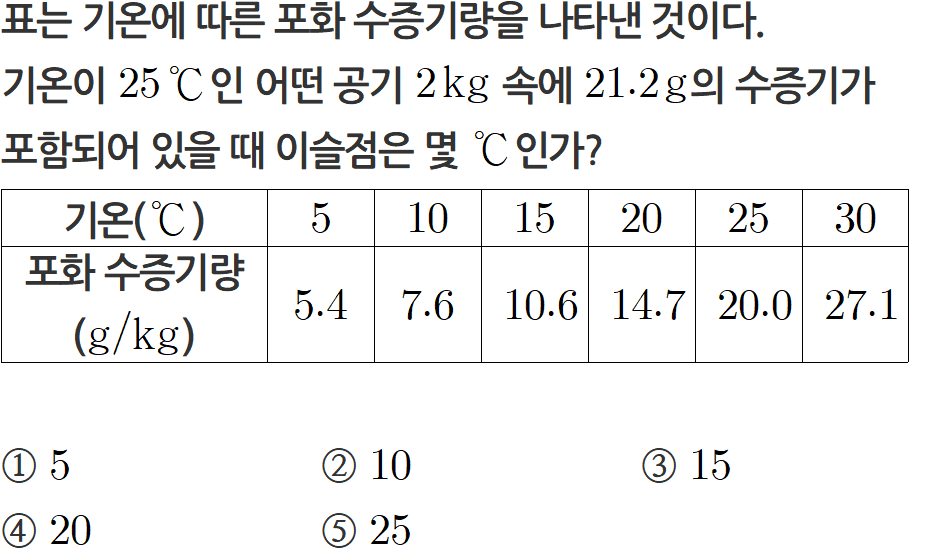 표는 기온에 따른 포화 수증기량을 나타낸 것이다.
기온이 25℃인 어떤 공기 2kg 속에 21.2g의 수증기가
포함되어 있을 때 이슬점은 몇 ℃인가?
기온(℃) 5 10 15 20 25 30
포화 수증기량
(g/kg) 5.4 7.6 10.6 14.7 20.0 27.1
① 5 ② 10 ③ 15
④ 20 ⑤ 25